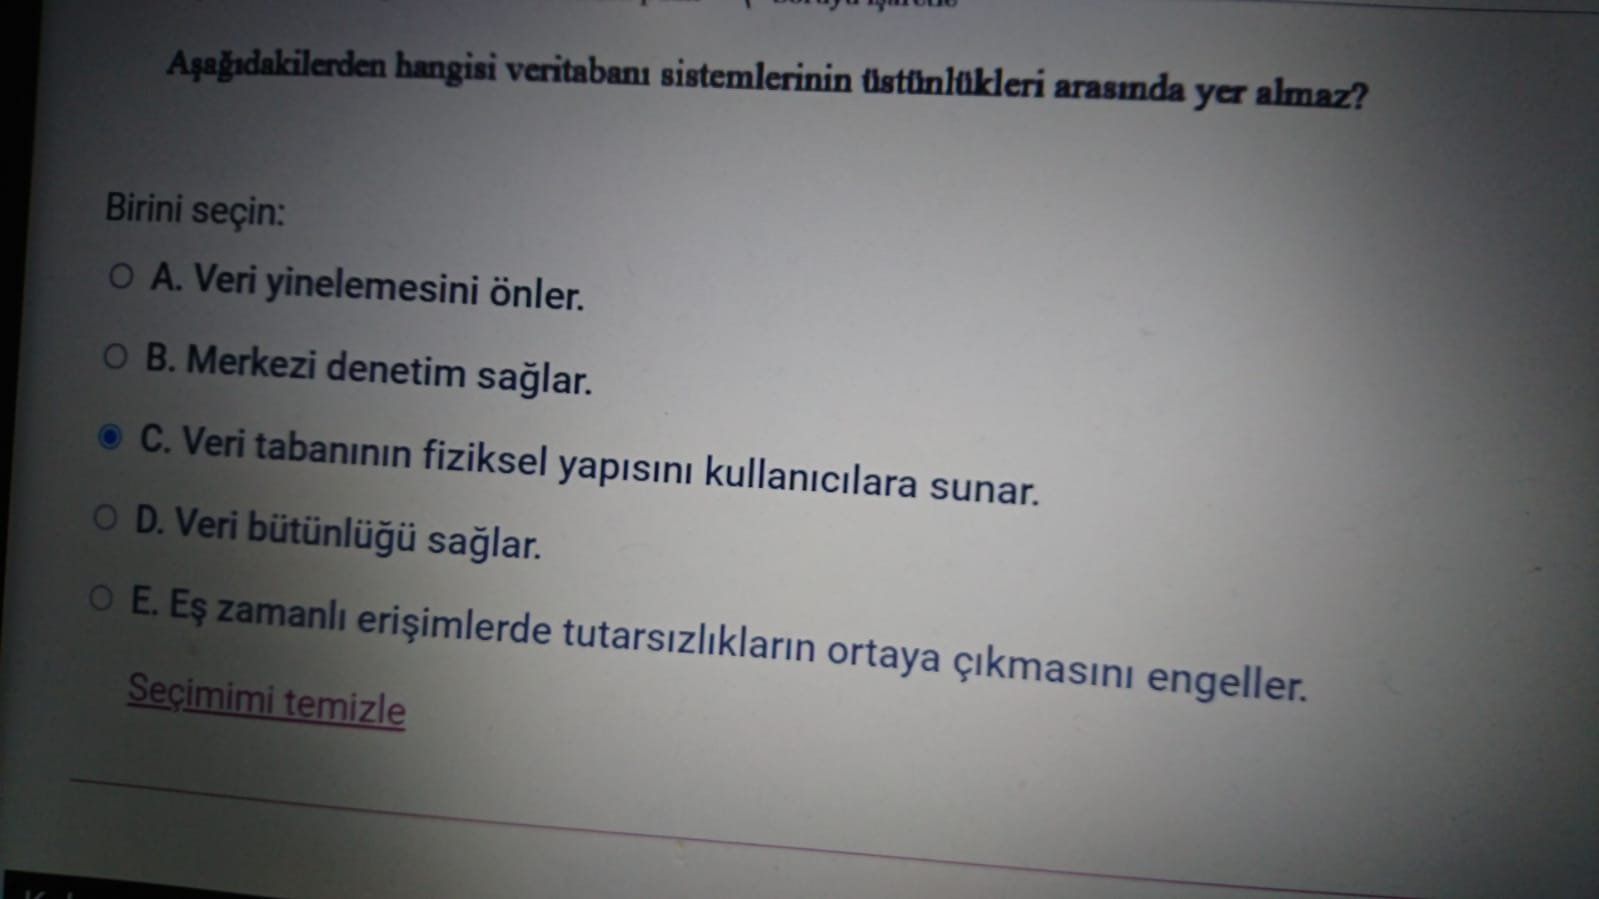 Aşağıdakilerden hangisi veritabanı sistemlerinin üstünlükleri arasında yer almaz?
Birini seçin:
A. Veri yinelemesini önler.
B. Merkezi denetim sağlar.
C. Veri tabanının fiziksel yapısını kullanıcılara sunar.
D. Veri bütünlüğü sağlar.
E. Eş zamanlı erişimlerde tutarsızlıkların ortaya çıkmasını engeller.
Seçimimi temizle